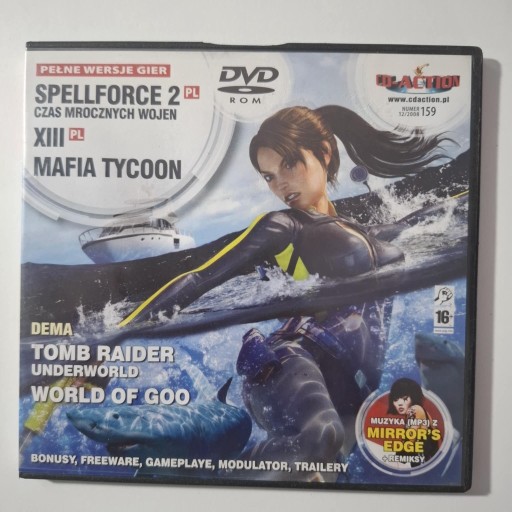 PEŁNE WERSJE GIER
SPELLFORCE 2 PL
CZAS MROCZNYCH WOJEN
XIII PL
MAFIA TYCOON
DVD
ROM
CD-ACTION
www.cdaction.pl
NUMER
12/2008 159
16+
DEMA
TOMB RAIDER
UNDERWORLD
WORLD OF GOO
MUZYKA (MP3) Z
MIRROR'S
EDGE
+ REMIKSY
BONUSY, FREEWARE, GAMEPLAYE, MODULATOR, TRAILERY